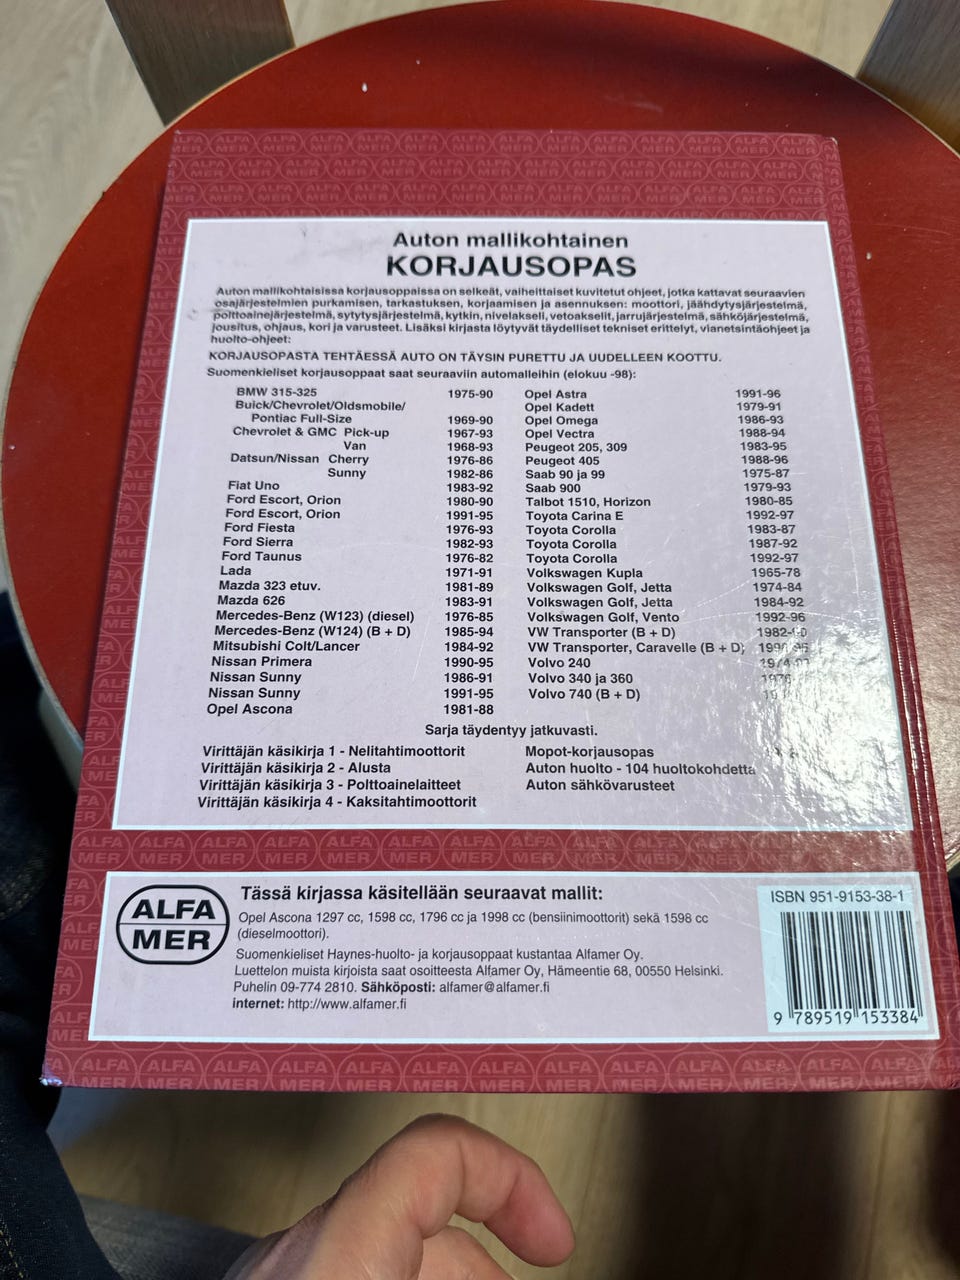 Auton mallikohtainen
KORJAUSOPAS
Auton mallikohtaisissa korjausoppaissa on selkeät, vaiheittaiset kuvitetut ohjeet, jotka kattavat seuraavien
osajärjestelmien purkamisen, tarkastuksen, korjaamisen ja asennuksen: moottori, jäähdytysjärjestelmä,
polttoainejärjestelmä, sytytysjärjestelmä, kytkin, nivelakseli, vetoakselit, jarrujärjestelmä, sähköjärjestelmä,
jousitus, ohjaus, kori ja varusteet. Lisäksi kirjasta löytyvät täydelliset tekniset erittelyt, vianetsintäohjeet ja
huolto-ohjeet:
KORJAUSOPASTA TEHTÄESSÄ AUTO ON TÄYSIN PURETTU JA UUDELLEEN KOOTTU.
Suomenkieliset korjausoppaat saat seuraaviin automalleihin (elokuu -98):
BMW 315-325 1975-90
Buick/Chevrolet/Oldsmobile/
Pontiac Full-Size 1969-90
Chevrolet & GMC Pick-up 1967-93
Van 1968-93
Datsun/Nissan Cherry 1976-86
Sunny 1982-86
Fiat Uno 1983-92
Ford Escort, Orion 1980-90
Ford Escort, Orion 1991-95
Ford Fiesta 1976-93
Ford Sierra 1982-93
Ford Taunus 1976-82
Lada 1971-91
Mazda 323 etuv. 1981-89
Mazda 626 1983-91
Mercedes-Benz (W123) (diesel) 1976-85
Mercedes-Benz (W124) (B + D) 1985-94
Mitsubishi Colt/Lancer 1984-92
Nissan Primera 1990-95
Nissan Sunny 1986-91
Nissan Sunny 1991-95
Opel Ascona 1981-88
Opel Astra 1991-96
Opel Kadett 1979-91
Opel Omega 1986-93
Opel Vectra 1988-94
Peugeot 205, 309 1983-95
Peugeot 405 1988-96
Saab 90 ja 99 1975-87
Saab 900 1979-93
Talbot 1510, Horizon 1980-85
Toyota Carina E 1992-97
Toyota Corolla 1983-87
Toyota Corolla 1987-92
Toyota Corolla 1992-97
Volkswagen Kupla 1965-78
Volkswagen Golf, Jetta 1974-84
Volkswagen Golf, Jetta 1984-92
Volkswagen Golf, Vento 1992-96
VW Transporter (B + D)
VW Transporter, Caravelle (B + D)
Volvo 240
Volvo 340 ja 360
Volvo 740 (B + D)
Sarja täydentyy jatkuvasti.
Virittäjän käsikirja 1 - Nelitahtimoottorit
Virittäjän käsikirja 2 - Alusta
Virittäjän käsikirja 3 - Polttoainelaitteet
Virittäjän käsikirja 4 - Kaksitahtimoottorit
Mopot-korjausopas
Auton huolto - 104 huoltokohdetta
Auton sähkövarusteet
ALFA
MER
Tässä kirjassa käsitellään seuraavat mallit:
Opel Ascona 1297 cc, 1598 cc, 1796 cc ja 1998 cc (bensiinimoottorit) sekä 1598 cc
(dieselmoottori).
Suomenkieliset Haynes-huolto- ja korjausoppaat kustantaa Alfamer Oy.
Luettelon muista kirjoista saat osoitteesta Alfamer Oy, Hämeentie 68, 00550 Helsinki.
Puhelin 09-774 2810. Sähköposti: alfamer@alfamer.fi
internet: http://www.alfamer.fi
ISBN 951-9153-38-1
9 789519 153384